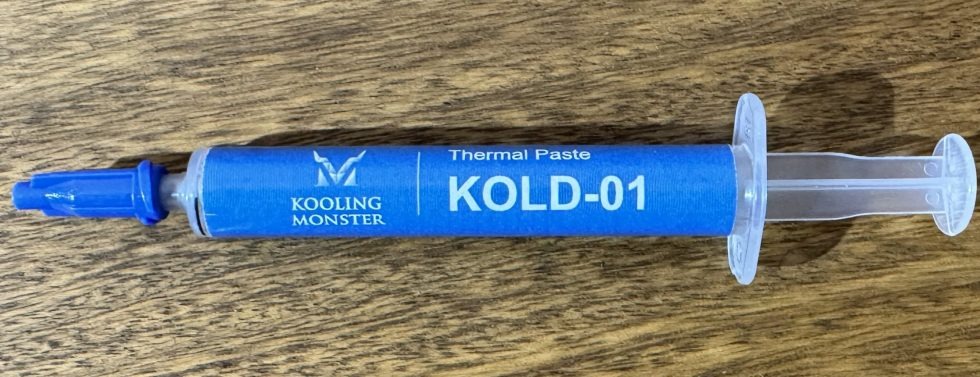 KOOLING
MONSTER
Thermal Paste
KOLD-01